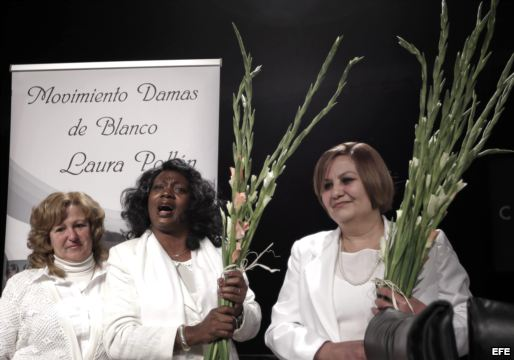 Movimiento Damas
de Blanco
Laura Pollán
EFE